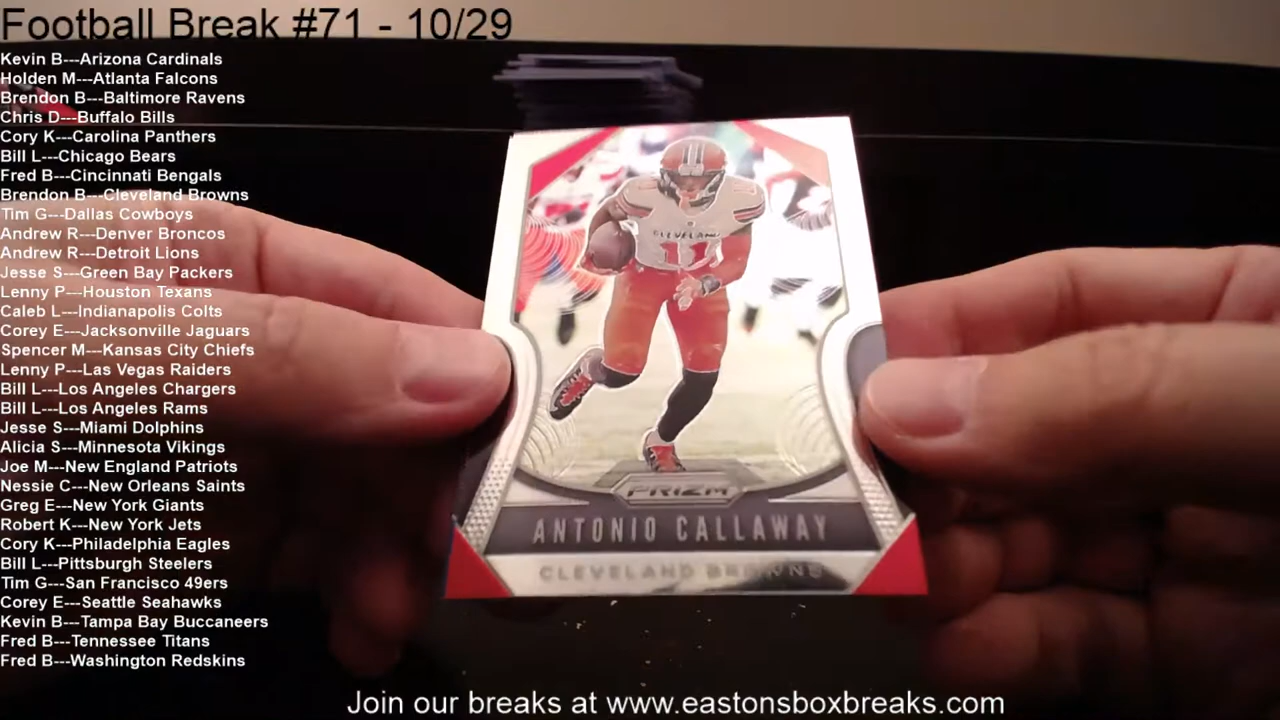 Football Break #71 - 10/29
Kevin B---Arizona Cardinals
Holden M---Atlanta Falcons
Brendon B---Baltimore Ravens
Chris D---Buffalo Bills
Cory K---Carolina Panthers
Bill L---Chicago Bears
Fred B---Cincinnati Bengals
Brendon B---Cleveland Browns
Tim G---Dallas Cowboys
Andrew R---Denver Broncos
Andrew R---Detroit Lions
Jesse S---Green Bay Packers
Lenny P---Houston Texans
Caleb L---Indianapolis Colts
Corey E---Jacksonville Jaguars
Spencer M---Kansas City Chiefs
Lenny P---Las Vegas Raiders
Bill L---Los Angeles Chargers
Bill L---Los Angeles Rams
Jesse S---Miami Dolphins
Alicia S---Minnesota Vikings
Joe M---New England Patriots
Nessie C---New Orleans Saints
Greg E---New York Giants
Robert K---New York Jets
Cory K---Philadelphia Eagles
Bill L---Pittsburgh Steelers
Tim G---San Francisco 49ers
Corey E---Seattle Seahawks
Kevin B---Tampa Bay Buccaneers
Fred B---Tennessee Titans
Fred B---Washington Redskins
CLEVELAND
11
PRIZM
ANTONIO CALLAWAY
CLEVELAND BROWNS
Join our breaks at www.eastonsboxbreaks.com